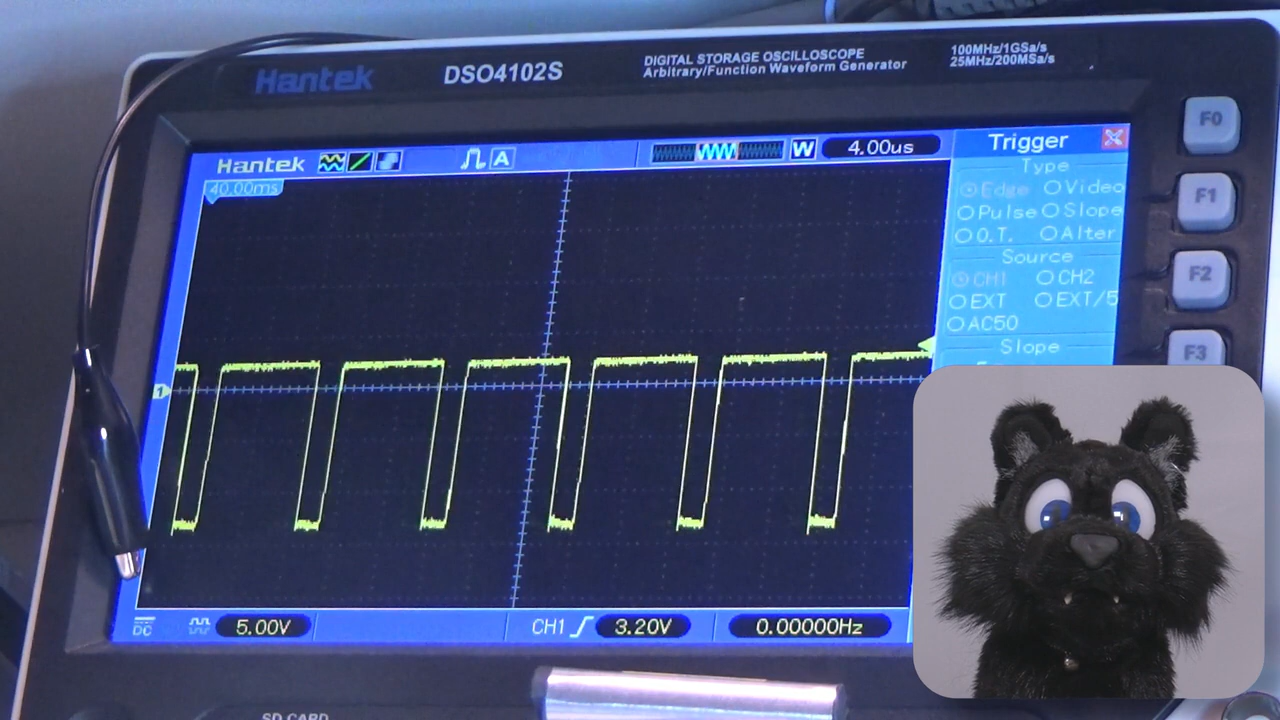 Hantek DSO4102S DIGITAL STORAGE OSCILLOSCOPE 100MHz/1GSa/s
Arbitrary/Function Waveform Generator 25MHz/200MSa/s
F0
Hantek A W 4.00us Trigger
40.00ms
Type
Edge Video
Pulse Slope
O.T. Alter
F1
Source
CH1 CH2
EXT EXT/5
AC50
F2
Slope
F3
1
DC 5.00V CH1 3.20V 0.00000Hz
SD CARD